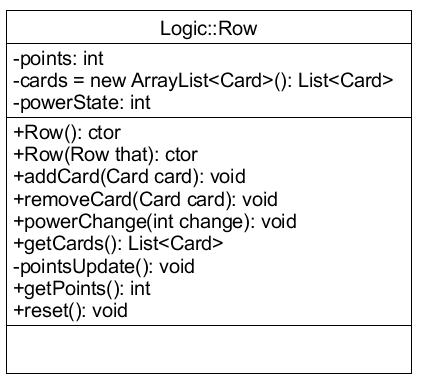 Logic::Row
-points: int
-cards = new ArrayList<Card>(): List<Card>
-powerState: int
+Row(): ctor
+Row(Row that): ctor
+addCard(Card card): void
+removeCard(Card card): void
+powerChange(int change): void
+getCards(): List<Card>
-pointsUpdate(): void
+getPoints(): int
+reset(): void